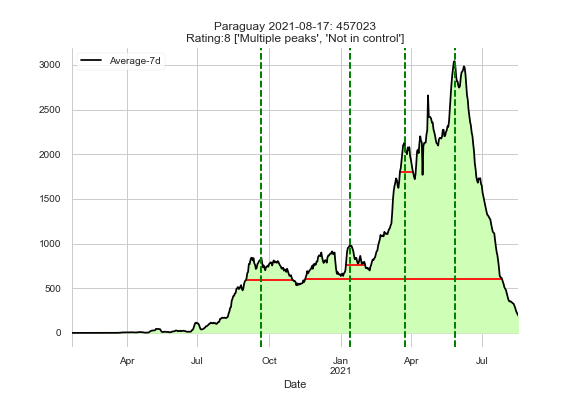 Paraguay 2021-08-17: 457023
Rating:8 ['Multiple peaks', 'Not in control']
Average-7d
3000
2500
2000
1500
1000
500
0
Apr Jul Oct Jan Apr Jul
2021
Date